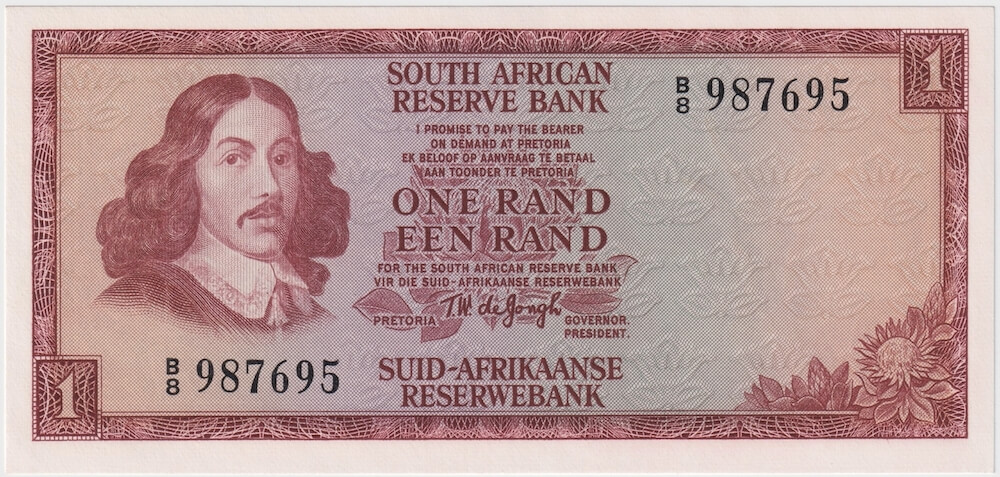 1
SOUTH AFRICAN
RESERVE BANK
B/8 987695
I PROMISE TO PAY THE BEARER
ON DEMAND AT PRETORIA
EK BELOOF OP AANVRAAG TE BETAAL
AAN TOONDER TE PRETORIA
ONE RAND
EEN RAND
FOR THE SOUTH AFRICAN RESERVE BANK
VIR DIE SUID-AFRIKAANSE RESERWEBANK
T.W. de Jongh
PRETORIA
GOVERNOR.
PRESIDENT.
B/8 987695
SUID-AFRIKAANSE
RESERWEBANK
1